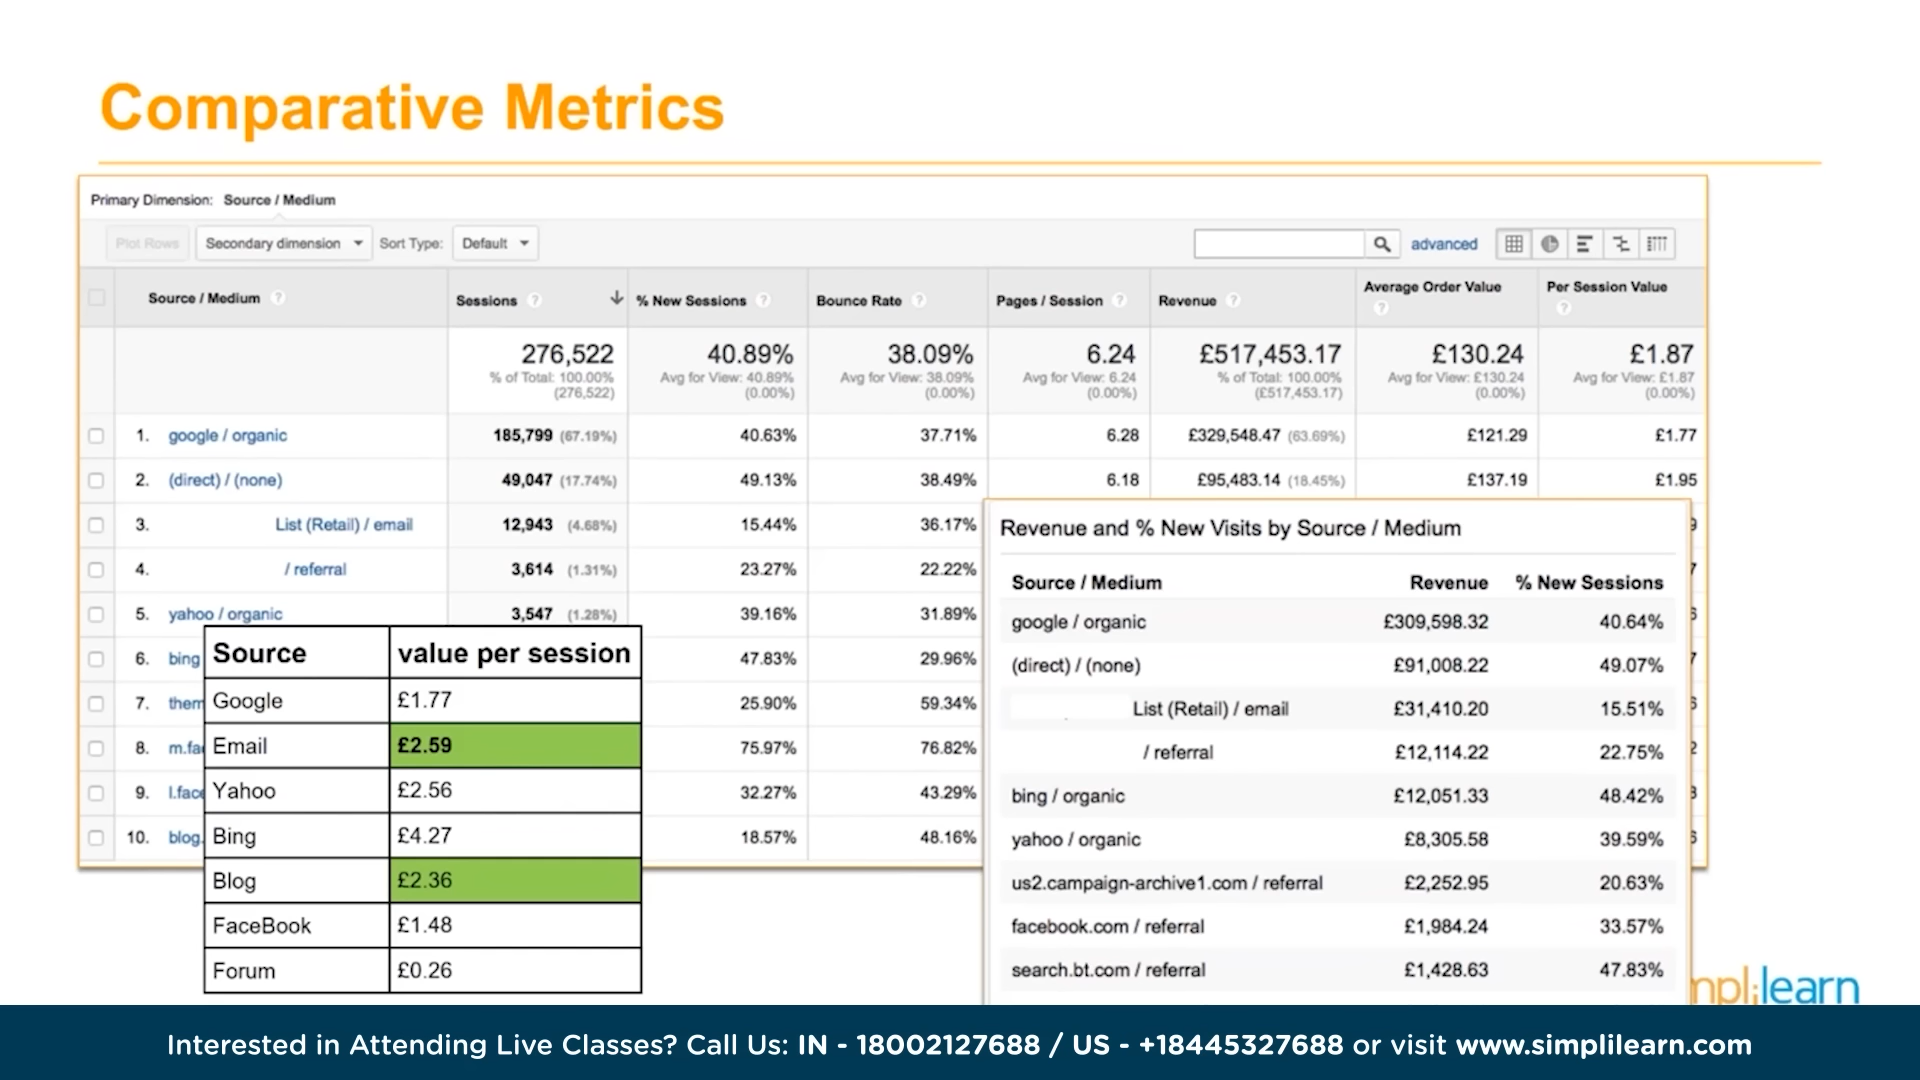 Comparative Metrics
Primary Dimension: Source / Medium
Plot Rows Secondary dimension Sort Type: Default advanced
Source / Medium Sessions % New Sessions Bounce Rate Pages / Session Revenue Average Order Value Per Session Value
276,522 40.89% 38.09% 6.24 £517,453.17 £130.24 £1.87
% of Total: 100.00% Avg for View: 40.89% Avg for View: 38.09% Avg for View: 6.24 % of Total: 100.00% Avg for View: £130.24 Avg for View: £1.87
(276,522) (0.00%) (0.00%) (0.00%) (£517,453.17) (0.00%) (0.00%)
1. google / organic 185,799 (67.19%) 40.63% 37.71% 6.28 £329,548.47 (63.69%) £121.29 £1.77
2. (direct) / (none) 49,047 (17.74%) 49.13% 38.49% 6.18 £95,483.14 (18.45%) £137.19 £1.95
3. List (Retail) / email 12,943 (4.68%) 15.44% 36.17%
4. / referral 3,614 (1.31%) 23.27% 22.22%
5. yahoo / organic 3,547 (1.28%) 39.16% 31.89%
6. bing 47.83% 29.96%
7. them 25.90% 59.34%
8. m.fa 75.97% 76.82%
9. l.face 32.27% 43.29%
10. blog. 18.57% 48.16%
Source value per session
Google £1.77
Email £2.59
Yahoo £2.56
Bing £4.27
Blog £2.36
FaceBook £1.48
Forum £0.26
Revenue and % New Visits by Source / Medium
Source / Medium Revenue % New Sessions
google / organic £309,598.32 40.64%
(direct) / (none) £91,008.22 49.07%
List (Retail) / email £31,410.20 15.51%
/ referral £12,114.22 22.75%
bing / organic £12,051.33 48.42%
yahoo / organic £8,305.58 39.59%
us2.campaign-archive1.com / referral £2,252.95 20.63%
facebook.com / referral £1,984.24 33.57%
search.bt.com / referral £1,428.63 47.83%
mplilearn
Interested in Attending Live Classes? Call Us: IN - 18002127688 / US - +18445327688 or visit www.simplilearn.com